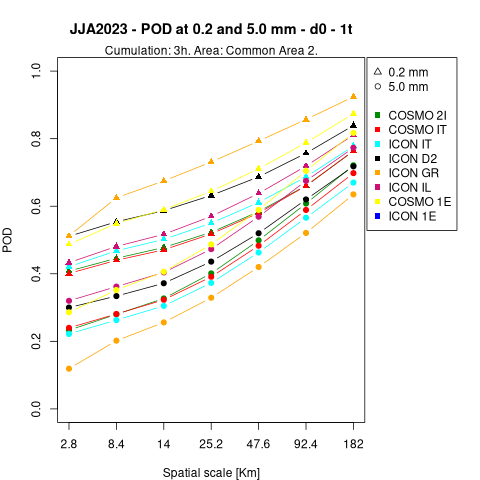 JJA2023 - POD at 0.2 and 5.0 mm - d0 - 1t
Cumulation: 3h. Area: Common Area 2.
0.2 mm
5.0 mm
COSMO 2I
COSMO IT
ICON IT
ICON D2
ICON GR
ICON IL
COSMO 1E
ICON 1E
POD
1.0
0.8
0.6
0.4
0.2
0.0
2.8 8.4 14 25.2 47.6 92.4 182
Spatial scale [Km]